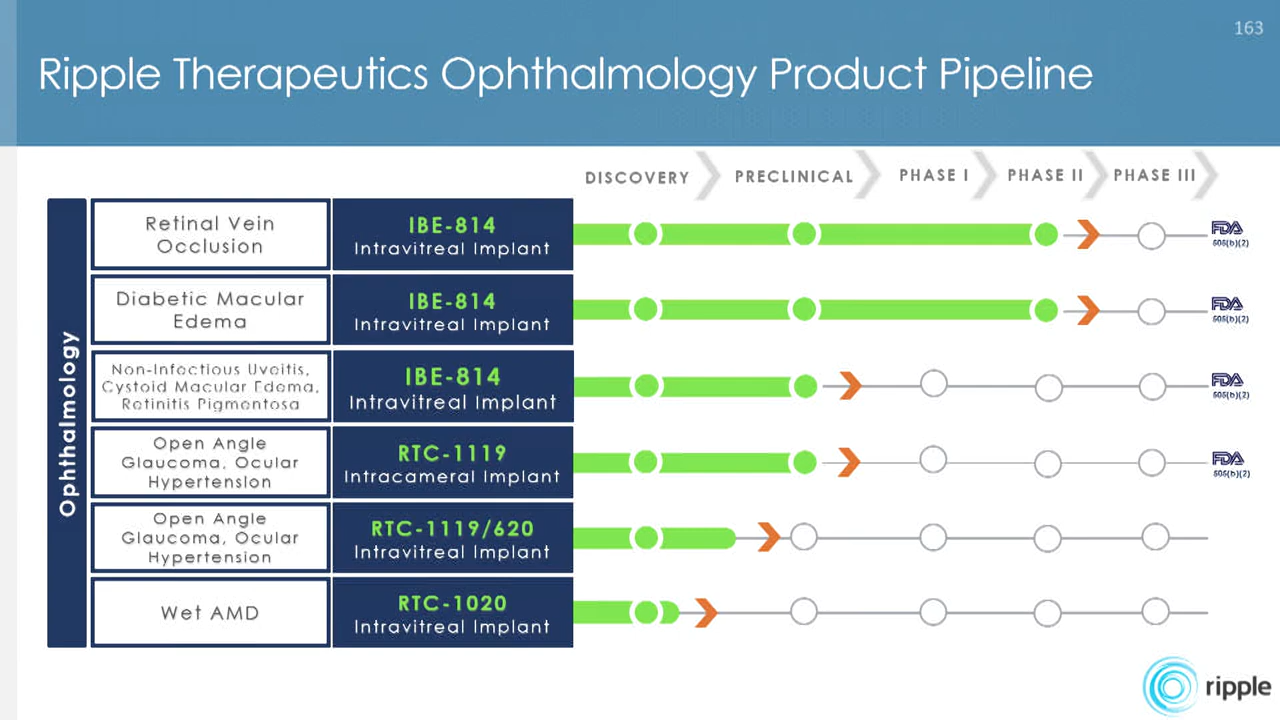 163
Ripple Therapeutics Ophthalmology Product Pipeline
DISCOVERY PRECLINICAL PHASE I PHASE II PHASE III
Ophthalmology
Retinal Vein
Occlusion
IBE-814
Intravitreal Implant
FDA
505(b)(2)
Diabetic Macular
Edema
IBE-814
Intravitreal Implant
FDA
505(b)(2)
Non-Infectious Uveitis,
Cystoid Macular Edema,
Retinitis Pigmentosa
IBE-814
Intravitreal Implant
FDA
505(b)(2)
Open Angle
Glaucoma, Ocular
Hypertension
RTC-1119
Intracameral Implant
FDA
505(b)(2)
Open Angle
Glaucoma, Ocular
Hypertension
RTC-1119/620
Intravitreal Implant
Wet AMD
RTC-1020
Intravitreal Implant
ripple